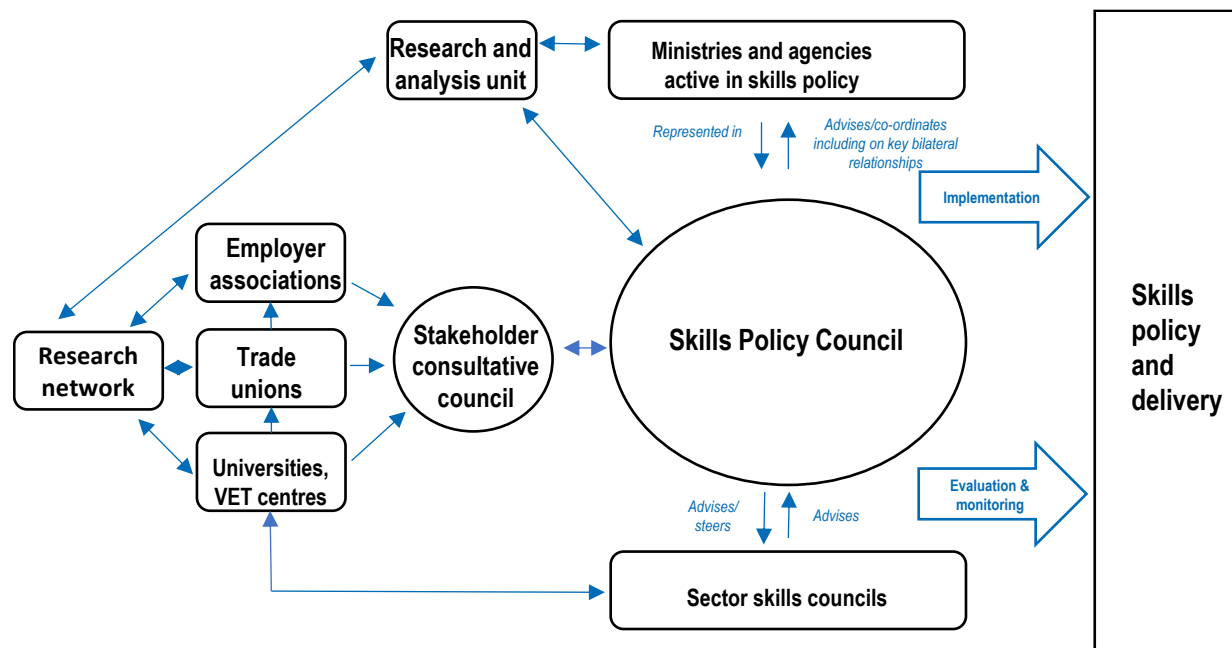 Research and
analysis unit
Ministries and agencies
active in skills policy
Represented in
Advises/co-ordinates
including on key bilateral
relationships
Implementation
Employer
associations
Research
network
Trade
unions
Stakeholder
consultative
council
Skills Policy Council
Skills
policy
and
delivery
Universities,
VET centres
Advises/
steers
Advises
Evaluation &
monitoring
Sector skills councils